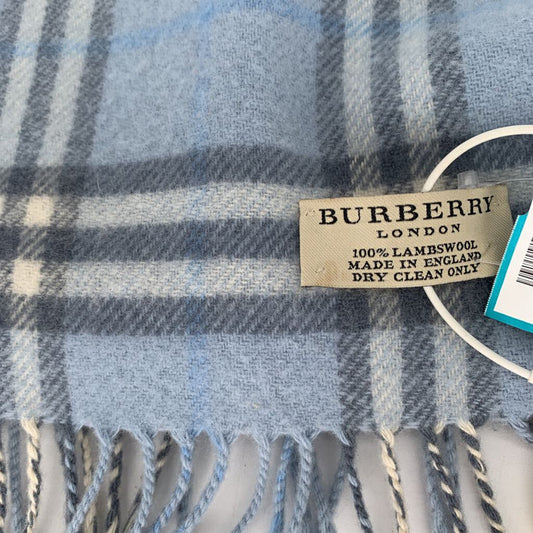 BURBERRY
LONDON
100% LAMBSWOOL
MADE IN ENGLAND
DRY CLEAN ONLY